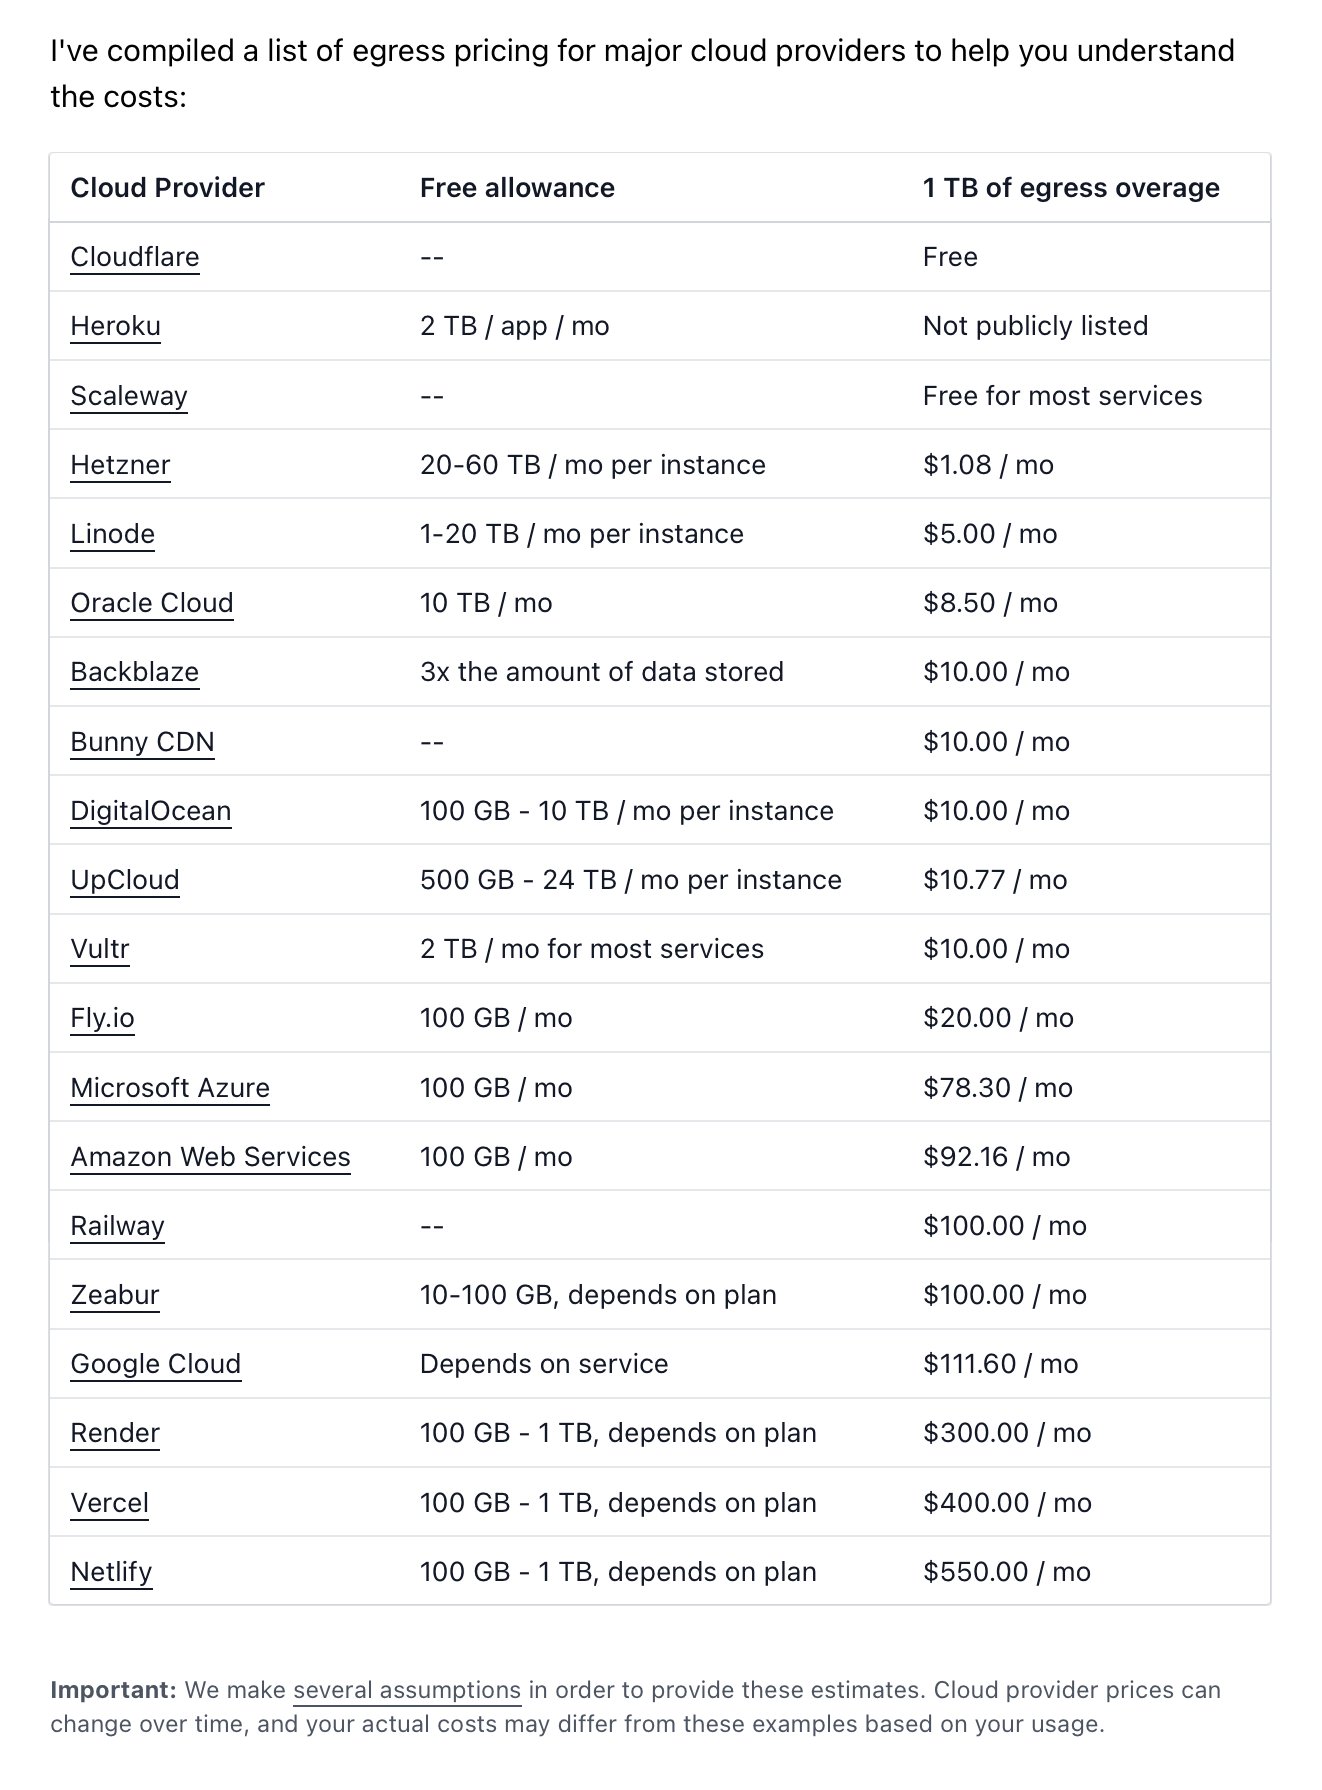 I've compiled a list of egress pricing for major cloud providers to help you understand
the costs:
Cloud Provider Free allowance 1 TB of egress overage
Cloudflare -- Free
Heroku 2 TB / app / mo Not publicly listed
Scaleway -- Free for most services
Hetzner 20-60 TB / mo per instance $1.08 / mo
Linode 1-20 TB / mo per instance $5.00 / mo
Oracle Cloud 10 TB / mo $8.50 / mo
Backblaze 3x the amount of data stored $10.00 / mo
Bunny CDN -- $10.00 / mo
DigitalOcean 100 GB - 10 TB / mo per instance $10.00 / mo
UpCloud 500 GB - 24 TB / mo per instance $10.77 / mo
Vultr 2 TB / mo for most services $10.00 / mo
Fly.io 100 GB / mo $20.00 / mo
Microsoft Azure 100 GB / mo $78.30 / mo
Amazon Web Services 100 GB / mo $92.16 / mo
Railway -- $100.00 / mo
Zeabur 10-100 GB, depends on plan $100.00 / mo
Google Cloud Depends on service $111.60 / mo
Render 100 GB - 1 TB, depends on plan $300.00 / mo
Vercel 100 GB - 1 TB, depends on plan $400.00 / mo
Netlify 100 GB - 1 TB, depends on plan $550.00 / mo
Important: We make several assumptions in order to provide these estimates. Cloud provider prices can
change over time, and your actual costs may differ from these examples based on your usage.